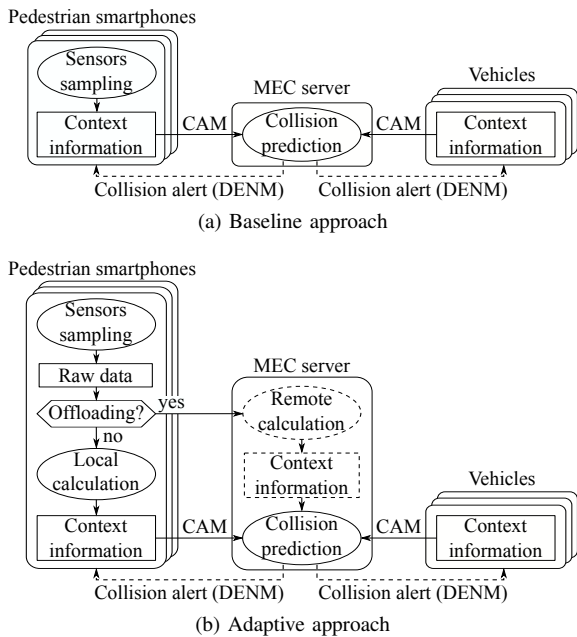 Pedestrian smartphones
Sensors
sampling
Context
information
CAM
MEC server
Collision
prediction
CAM
Vehicles
Context
information
Collision alert (DENM)
Collision alert (DENM)
(a) Baseline approach
Pedestrian smartphones
Sensors
sampling
Raw data
Offloading?
yes
no
Local
calculation
Context
information
CAM
MEC server
Remote
calculation
Context
information
Collision
prediction
CAM
Vehicles
Context
information
Collision alert (DENM)
Collision alert (DENM)
(b) Adaptive approach